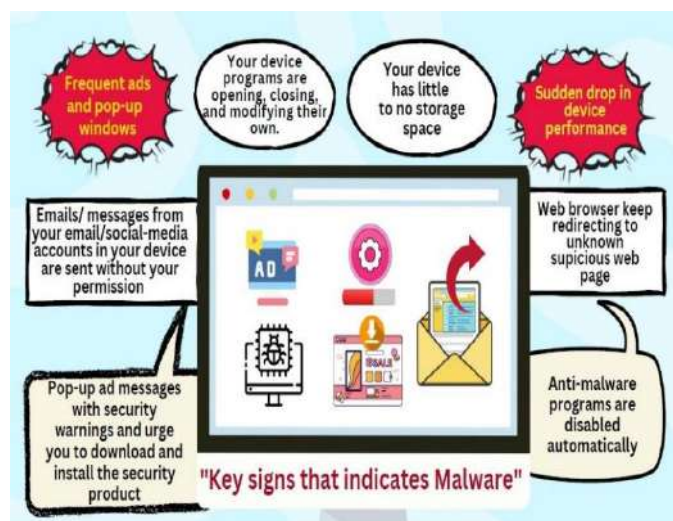 Frequent ads
and pop-up
windows
Your device
programs are
opening, closing,
and modifying their
own.
Your device
has little
to no storage
space
Sudden drop in
device
performance
Emails/ messages from
your email/social-media
accounts in your device
are sent without your
permission
Web browser keep
redirecting to
unknown
supicious web
page
AD
SALE
Pop-up ad messages
with security
warnings and urge
you to download and
install the security
product
Anti-malware
programs are
disabled
automatically
"Key signs that indicates Malware"